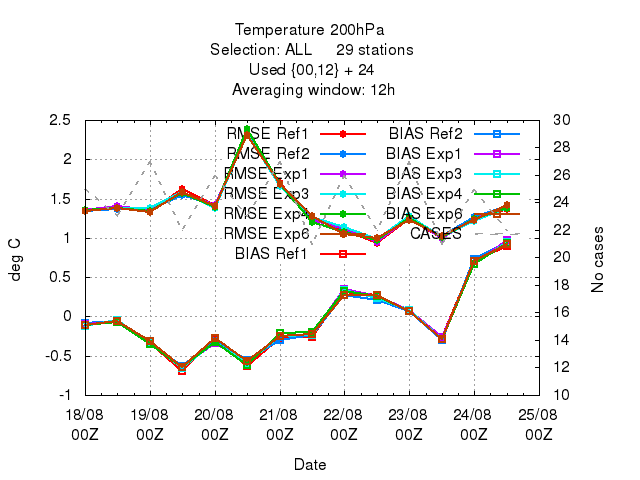 Temperature 200hPa
Selection: ALL 29 stations
Used {00,12} + 24
Averaging window: 12h
RMSE Ref1
RMSE Ref2
RMSE Exp1
RMSE Exp3
RMSE Exp4
RMSE Exp6
BIAS Ref1
BIAS Ref2
BIAS Exp1
BIAS Exp3
BIAS Exp4
BIAS Exp6
CASES
deg C
2.5
2
1.5
1
0.5
0
-0.5
-1
No cases
30
28
26
24
22
20
18
16
14
12
10
18/08 19/08 20/08 21/08 22/08 23/08 24/08 25/08
00Z 00Z 00Z 00Z 00Z 00Z 00Z 00Z
Date